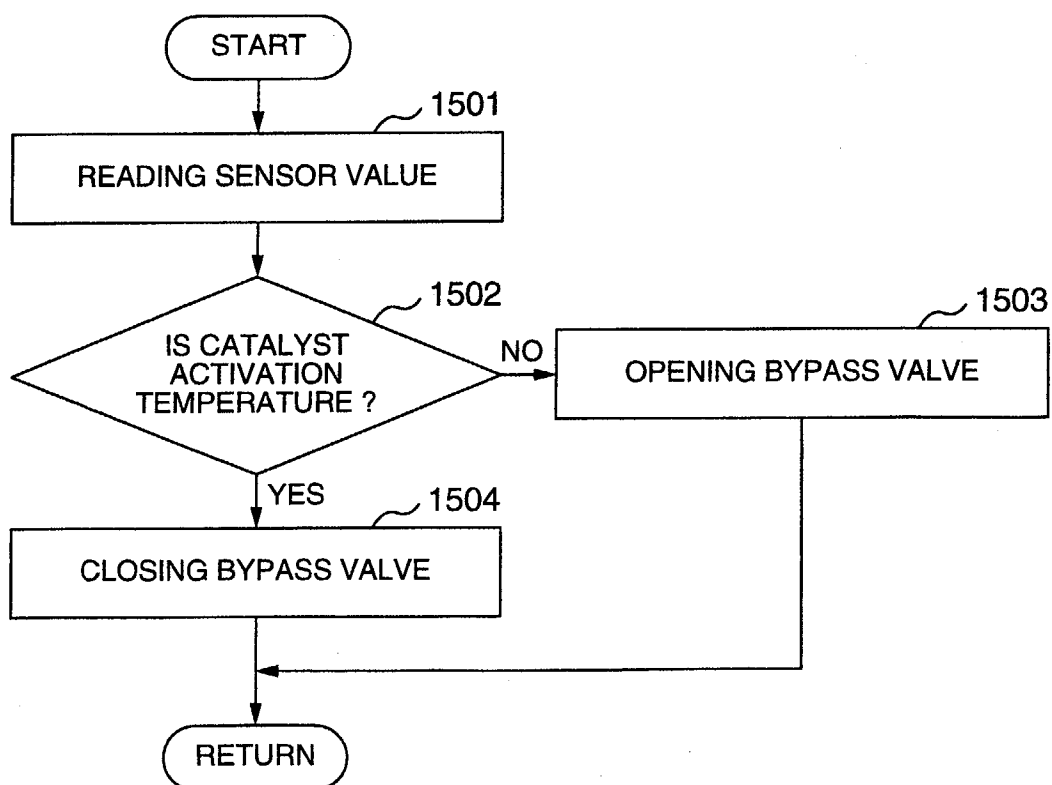 START
1501
READING SENSOR VALUE
1502
IS CATALYST
ACTIVATION
TEMPERATURE ?
NO
1503
OPENING BYPASS VALVE
YES
1504
CLOSING BYPASS VALVE
RETURN